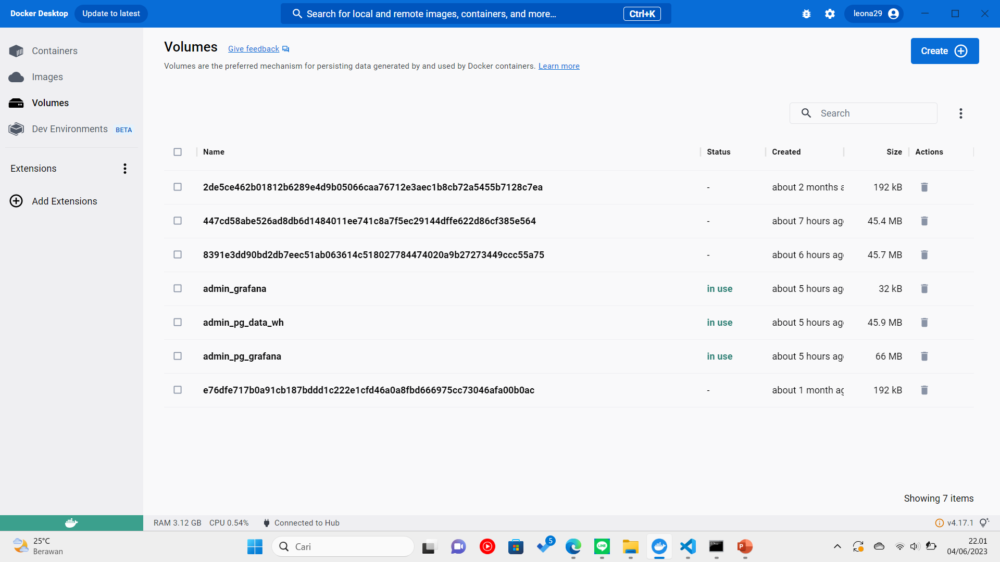 Docker Desktop Update to latest Search for local and remote images, containers, and more... Ctrl+K leona29
Containers
Images
Volumes
Dev Environments BETA
Extensions
Add Extensions
Volumes Give feedback Create
Volumes are the preferred mechanism for persisting data generated by and used by Docker containers. Learn more
Search
Name Status Created Size Actions
2de5ce462b01812b6289e4d9b05066caa76712e3aec1b8cb72a5455b7128c7ea - about 2 months a 192 kB
447cd58abe526ad8db6d1484011ee741c8a7f5ec29144dffe622d86cf385e564 - about 7 hours ag 45.4 MB
8391e3dd90bd2db7eec51ab063614c518027784474020a9b27273449ccc55a75 - about 6 hours ag 45.7 MB
admin_grafana in use about 5 hours ag 32 kB
admin_pg_data_wh in use about 5 hours ag 45.9 MB
admin_pg_grafana in use about 5 hours ag 66 MB
e76dfe717b0a91cb187bddd1c222e1cfd46a0a8fbd666975cc73046afa00b0ac - about 1 month ag 192 kB
Showing 7 items
RAM 3.12 GB CPU 0.54% Connected to Hub v4.17.1
25°C
Berawan
Cari
5
LINE
P
22.01
04/06/2023